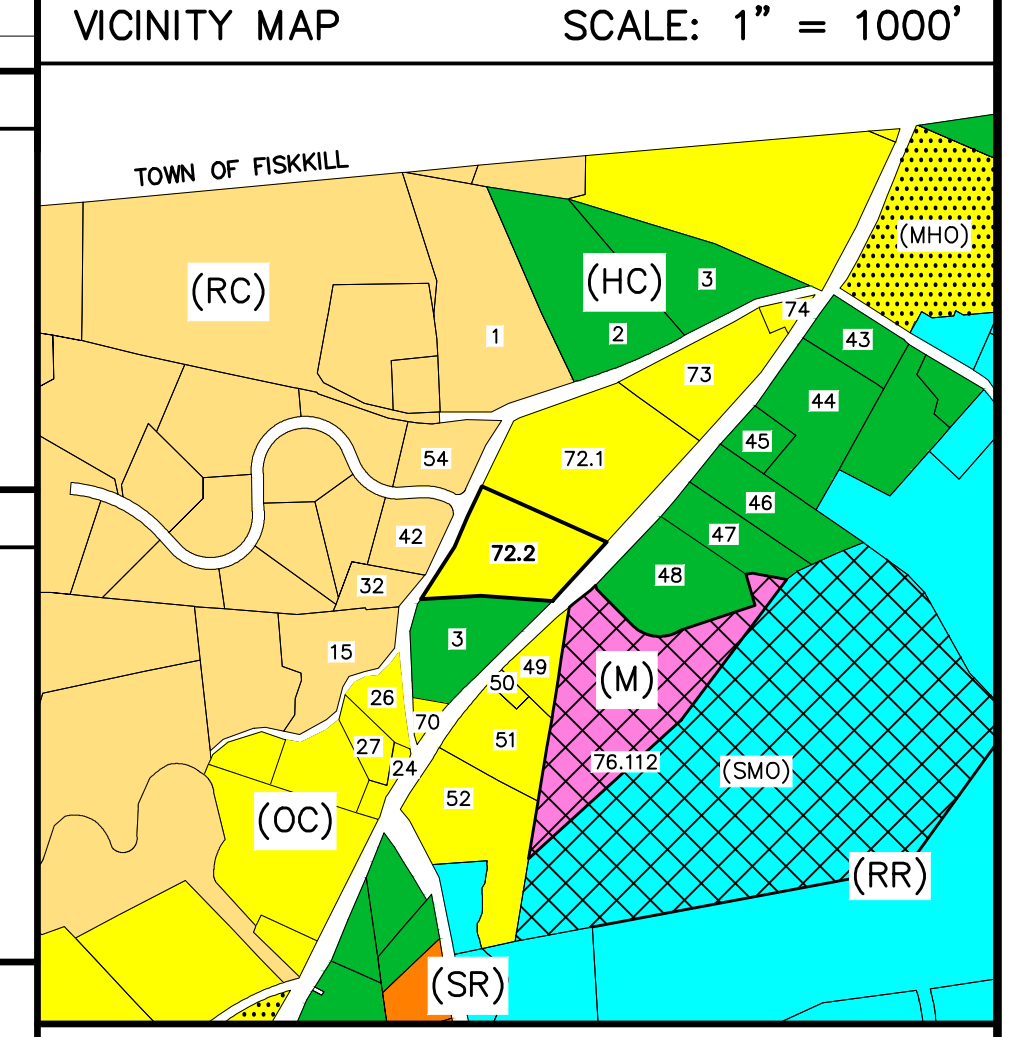 VICINITY MAP
SCALE: 1" = 1000'
TOWN OF FISKKILL
(MHO)
(RC)
(HC)
3
74
1
2
43
73
44
54
72.1
45
46
42
72.2
47
32
48
15
3
49
(M)
50
26
70
27
51
24
76.112
(SMO)
52
(OC)
(RR)
(SR)